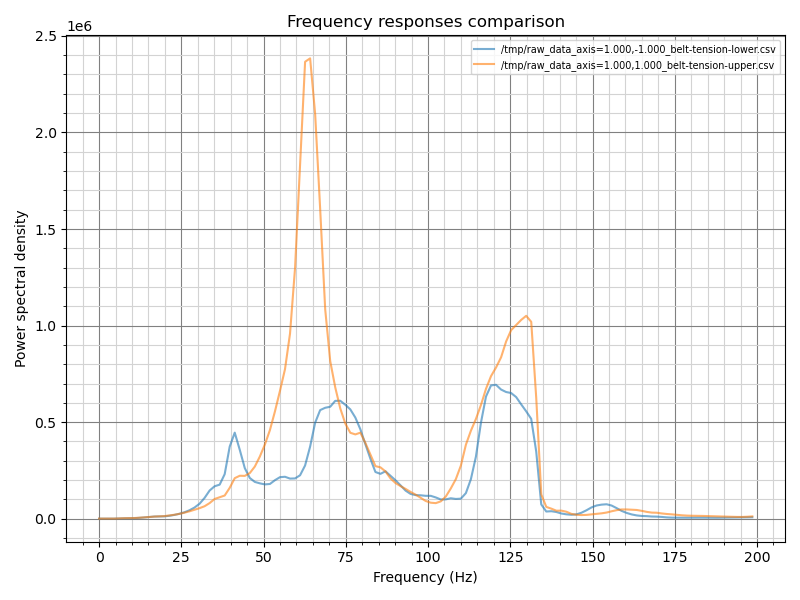 Frequency responses comparison
1e6
/tmp/raw_data_axis=1.000,-1.000_belt-tension-lower.csv
/tmp/raw_data_axis=1.000,1.000_belt-tension-upper.csv
2.5
2.0
1.5
1.0
0.5
0.0
Power spectral density
0 25 50 75 100 125 150 175 200
Frequency (Hz)